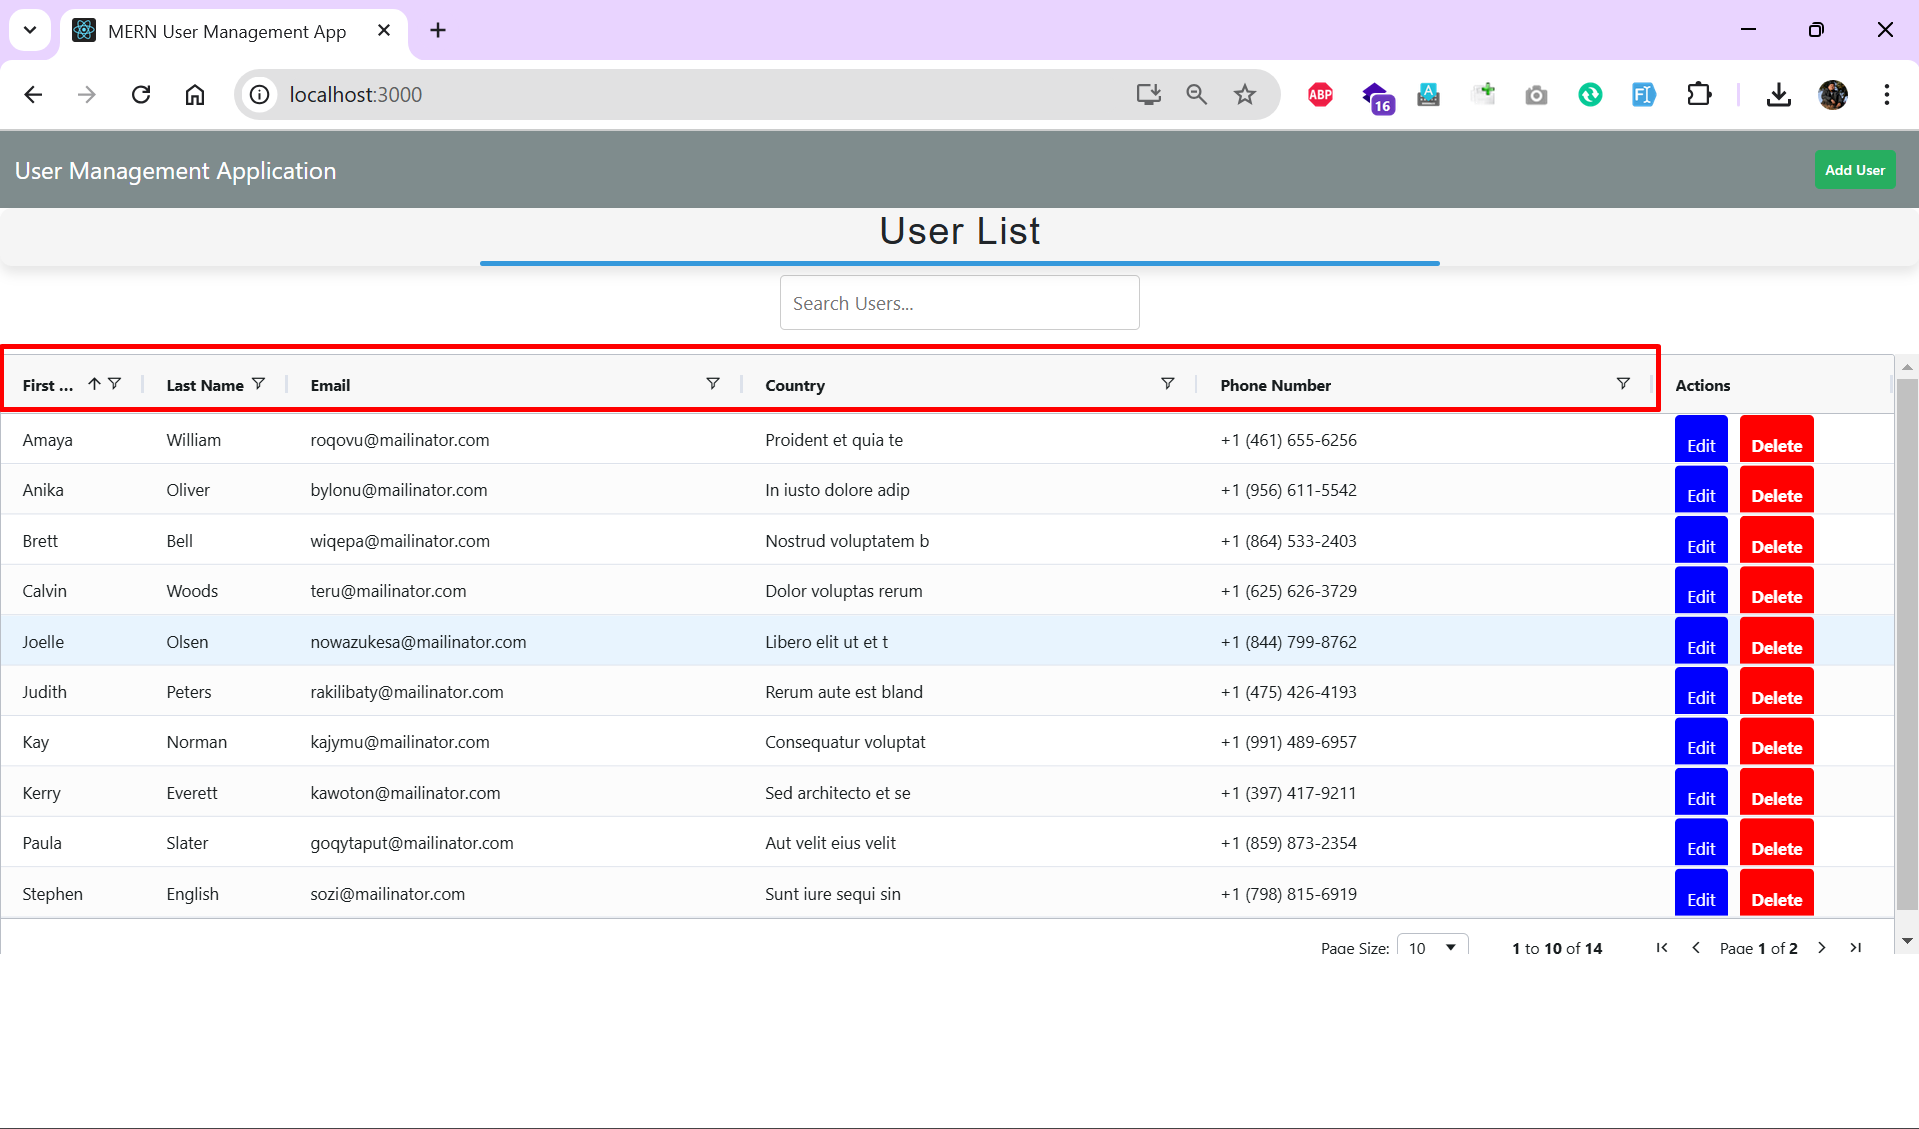 MERN User Management App
localhost:3000
ABP
16
A
F
User Management Application
Add User
User List
Search Users...
First ... Last Name Email Country Phone Number Actions
Amaya William roqovu@mailinator.com Proident et quia te +1 (461) 655-6256 Edit Delete
Anika Oliver bylonu@mailinator.com In iusto dolore adip +1 (956) 611-5542 Edit Delete
Brett Bell wiqepa@mailinator.com Nostrud voluptatem b +1 (864) 533-2403 Edit Delete
Calvin Woods teru@mailinator.com Dolor voluptas rerum +1 (625) 626-3729 Edit Delete
Joelle Olsen nowazukesa@mailinator.com Libero elit ut et t +1 (844) 799-8762 Edit Delete
Judith Peters rakilibaty@mailinator.com Rerum aute est bland +1 (475) 426-4193 Edit Delete
Kay Norman kajymu@mailinator.com Consequatur voluptat +1 (991) 489-6957 Edit Delete
Kerry Everett kawoton@mailinator.com Sed architecto et se +1 (397) 417-9211 Edit Delete
Paula Slater goqytaput@mailinator.com Aut velit eius velit +1 (859) 873-2354 Edit Delete
Stephen English sozi@mailinator.com Sunt iure sequi sin +1 (798) 815-6919 Edit Delete
Page Size: 10 1 to 10 of 14 Page 1 of 2